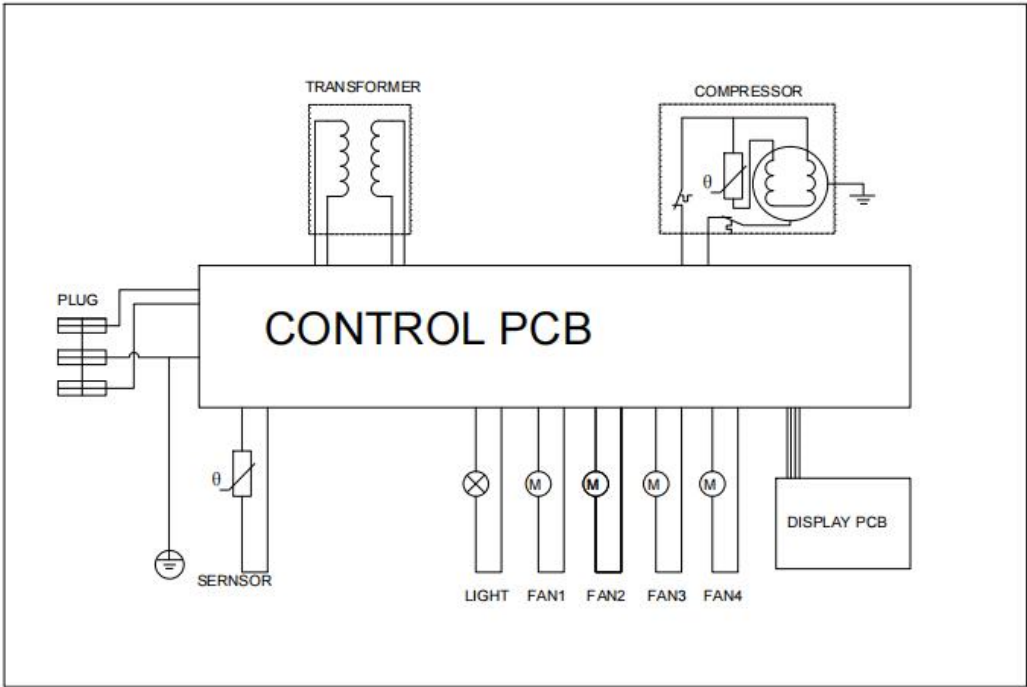 TRANSFORMER
COMPRESSOR
θ
PLUG
CONTROL PCB
θ
M
M
M
M
DISPLAY PCB
SERNSOR
LIGHT FAN1 FAN2 FAN3 FAN4